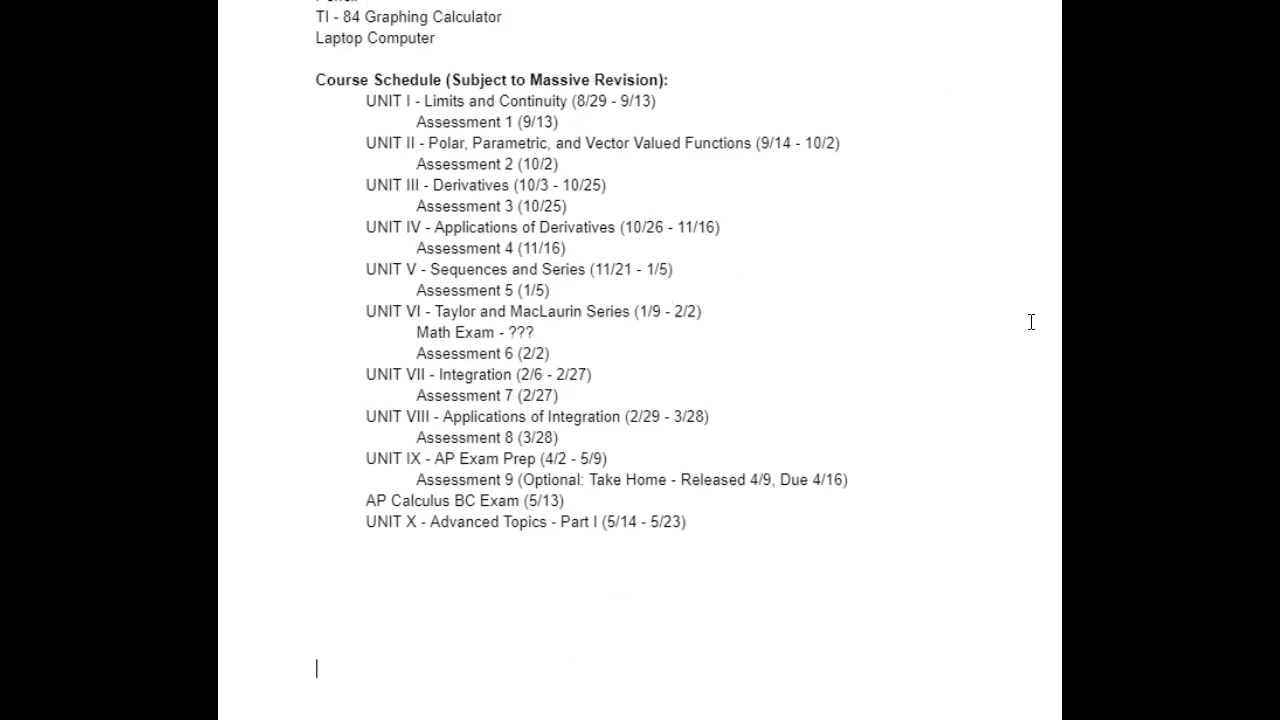 TI - 84 Graphing Calculator
Laptop Computer
Course Schedule (Subject to Massive Revision):
UNIT I - Limits and Continuity (8/29 - 9/13)
Assessment 1 (9/13)
UNIT II - Polar, Parametric, and Vector Valued Functions (9/14 - 10/2)
Assessment 2 (10/2)
UNIT III - Derivatives (10/3 - 10/25)
Assessment 3 (10/25)
UNIT IV - Applications of Derivatives (10/26 - 11/16)
Assessment 4 (11/16)
UNIT V - Sequences and Series (11/21 - 1/5)
Assessment 5 (1/5)
UNIT VI - Taylor and MacLaurin Series (1/9 - 2/2)
Math Exam - ???
Assessment 6 (2/2)
UNIT VII - Integration (2/6 - 2/27)
Assessment 7 (2/27)
UNIT VIII - Applications of Integration (2/29 - 3/28)
Assessment 8 (3/28)
UNIT IX - AP Exam Prep (4/2 - 5/9)
Assessment 9 (Optional: Take Home - Released 4/9, Due 4/16)
AP Calculus BC Exam (5/13)
UNIT X - Advanced Topics - Part I (5/14 - 5/23)